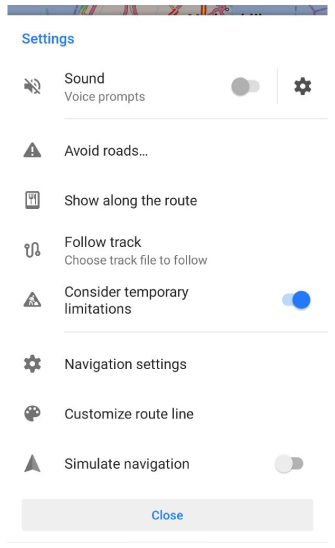 Settings
Sound
Voice prompts
Avoid roads...
Show along the route
Follow track
Choose track file to follow
Consider temporary
limitations
Navigation settings
Customize route line
Simulate navigation
Close